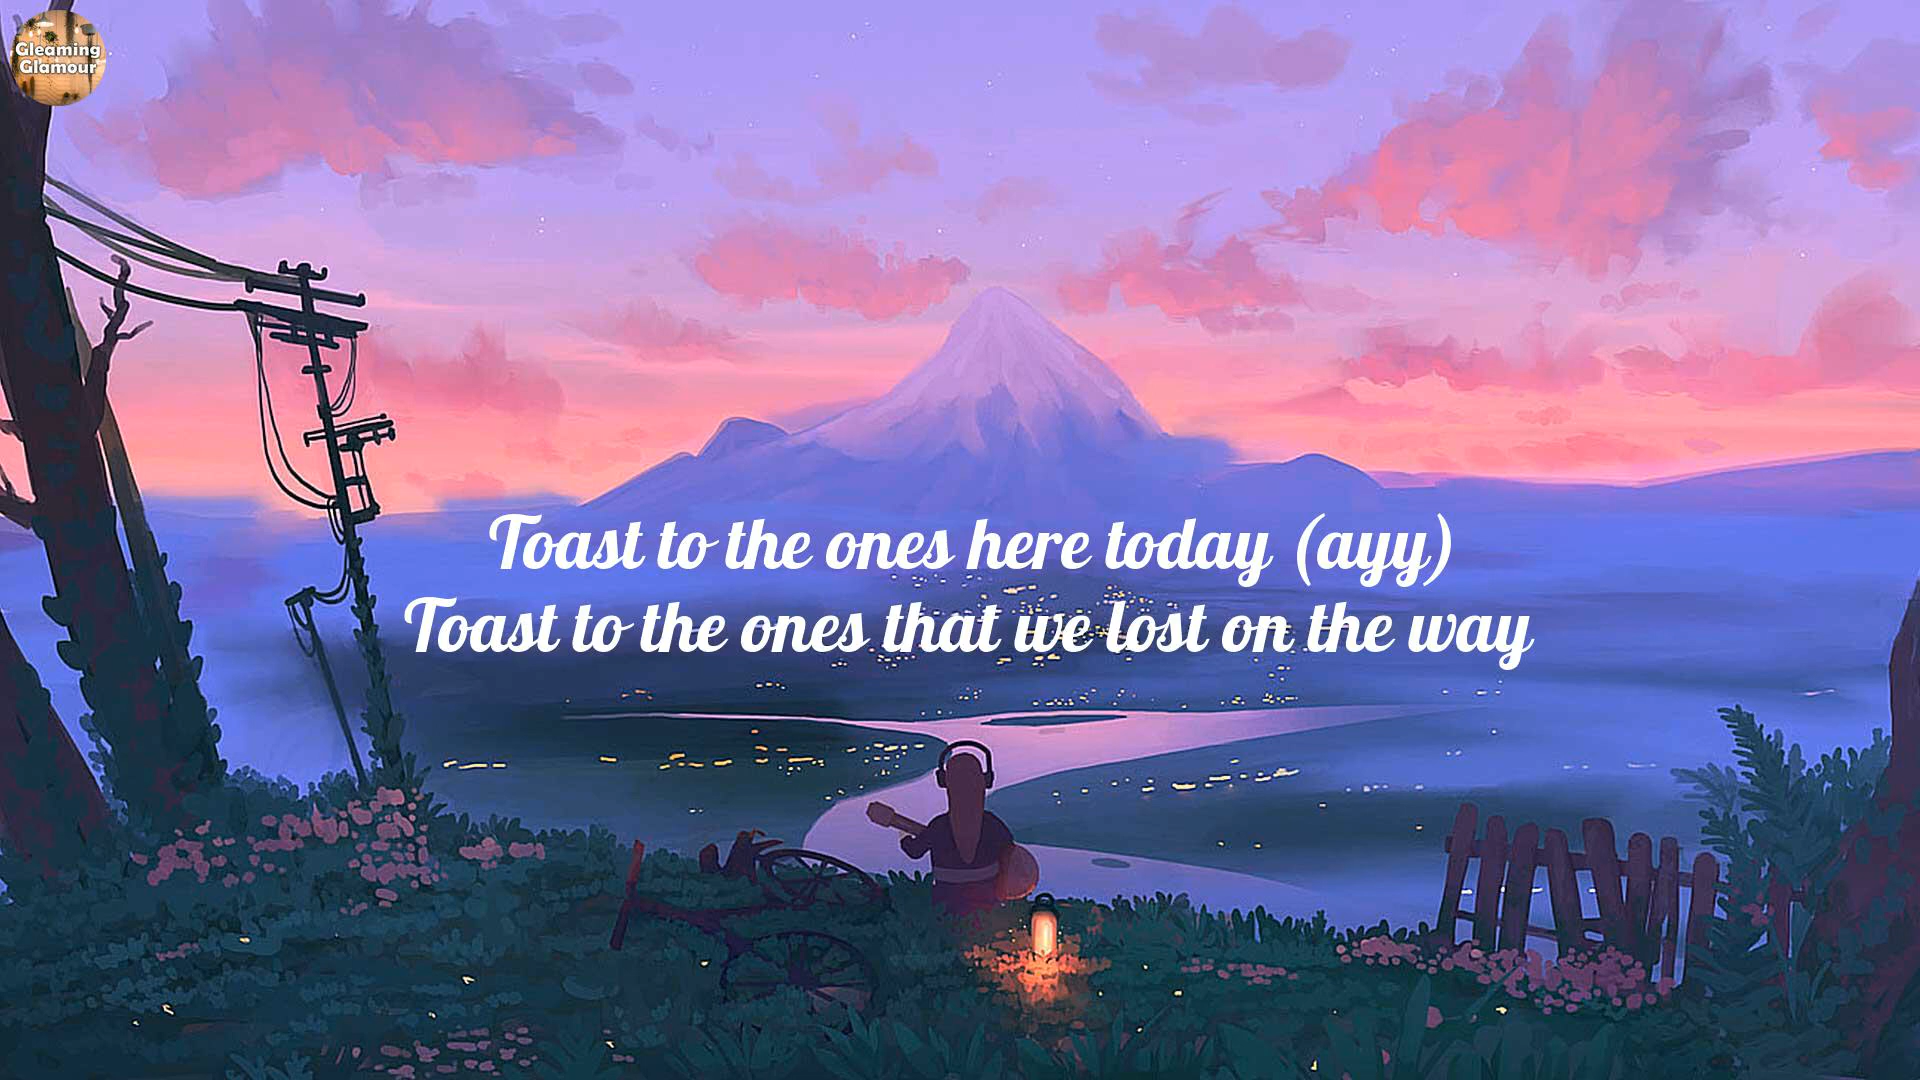 Gleaming
Glamour
Toast to the ones here today (ayy)
Toast to the ones that we lost on the way